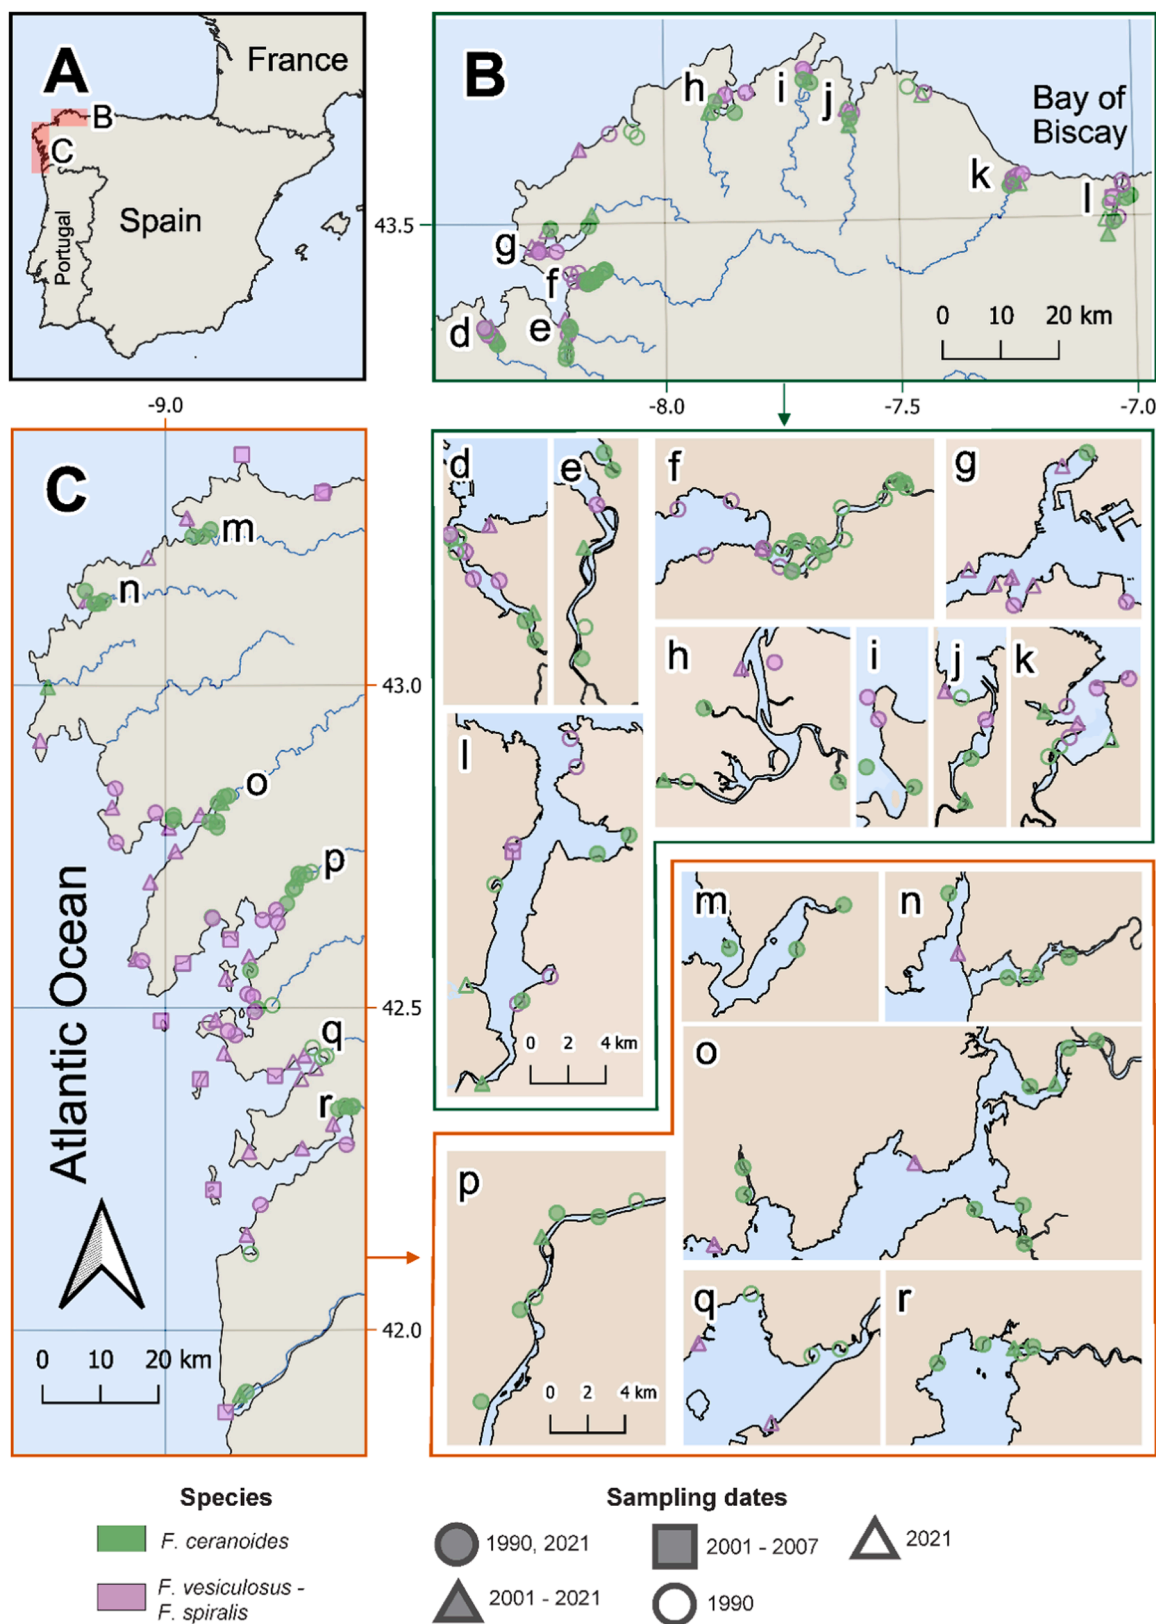 A
France
B
C
Portugal
Spain
B
h
i
j
Bay of
Biscay
k
l
43.5
g
f
d
e
0 10 20 km
-9.0
-8.0
-7.5
-7.0
C
m
n
43.0
o
p
Atlantic Ocean
42.5
q
r
42.0
0 10 20 km
d
e
f
g
h
i
j
k
l
0 2 4 km
m
n
o
p
0 2 4 km
q
r
Species
Sampling dates
F. ceranoides
1990, 2021
2001 - 2007
2021
F. vesiculosus -
F. spiralis
2001 - 2021
1990